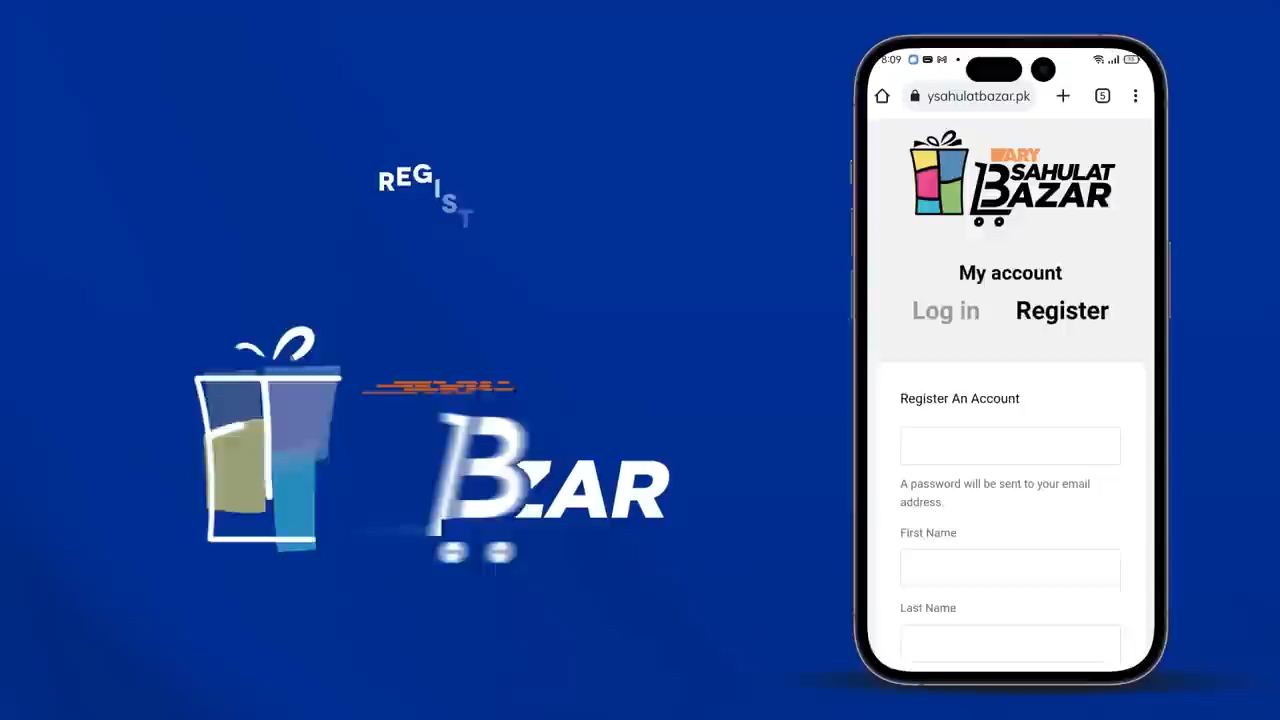 REGIST
BZAR
8:09
ysahulatbazar.pk
5
ARY
SAHULAT
BAZAR
My account
Log in
Register
Register An Account
A password will be sent to your email
address.
First Name
Last Name